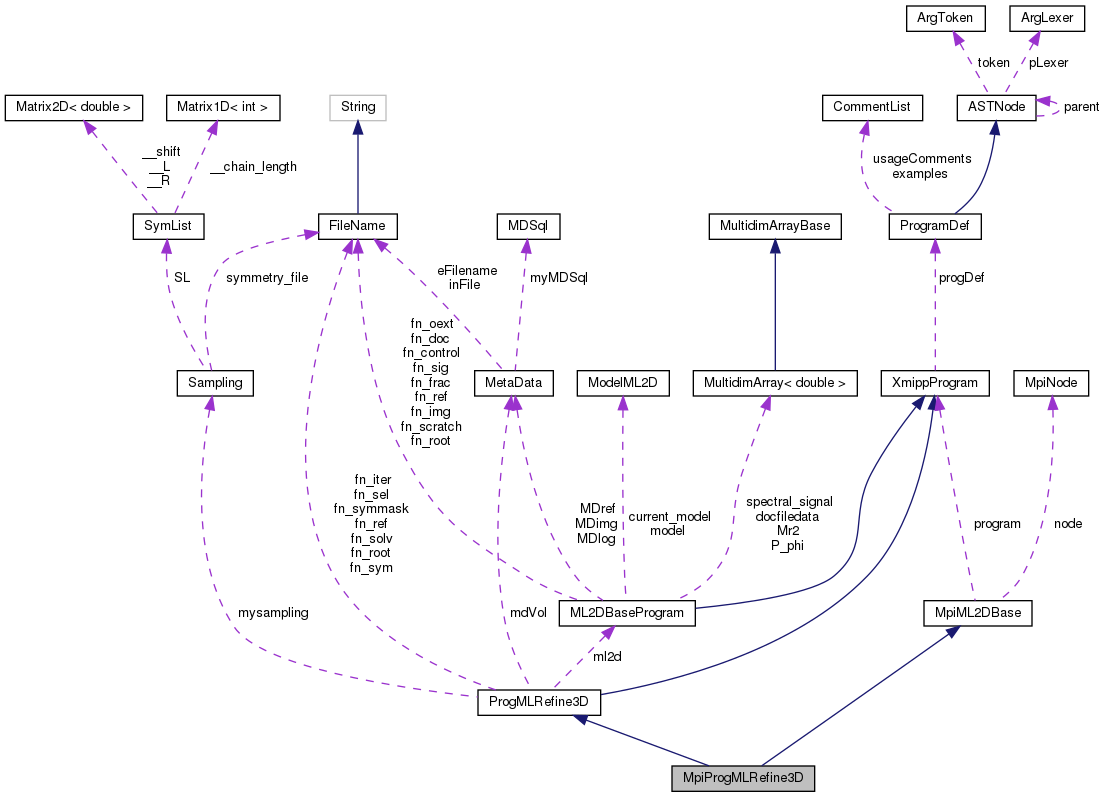 ArgToken
ArgLexer
token
pLexer
Matrix2D< double >
Matrix1D< int >
String
CommentList
ASTNode
parent
__shift
__L
__R
__chain_length
usageComments
examples
SymList
FileName
MDSql
MultidimArrayBase
ProgramDef
SL
symmetry_file
eFilename
inFile
myMDSql
progDef
fn_oext
fn_doc
fn_control
fn_sig
fn_frac
fn_ref
fn_img
fn_scratch
fn_root
Sampling
MetaData
ModelML2D
MultidimArray< double >
XmippProgram
MpiNode
fn_iter
fn_sel
fn_symmask
fn_ref
fn_solv
fn_root
fn_sym
MDref
MDimg
MDlog
current_model
model
spectral_signal
docfiledata
Mr2
P_phi
program
node
mysampling
mdVol
ML2DBaseProgram
MpiML2DBase
ml2d
ProgMLRefine3D
MpiProgMLRefine3D